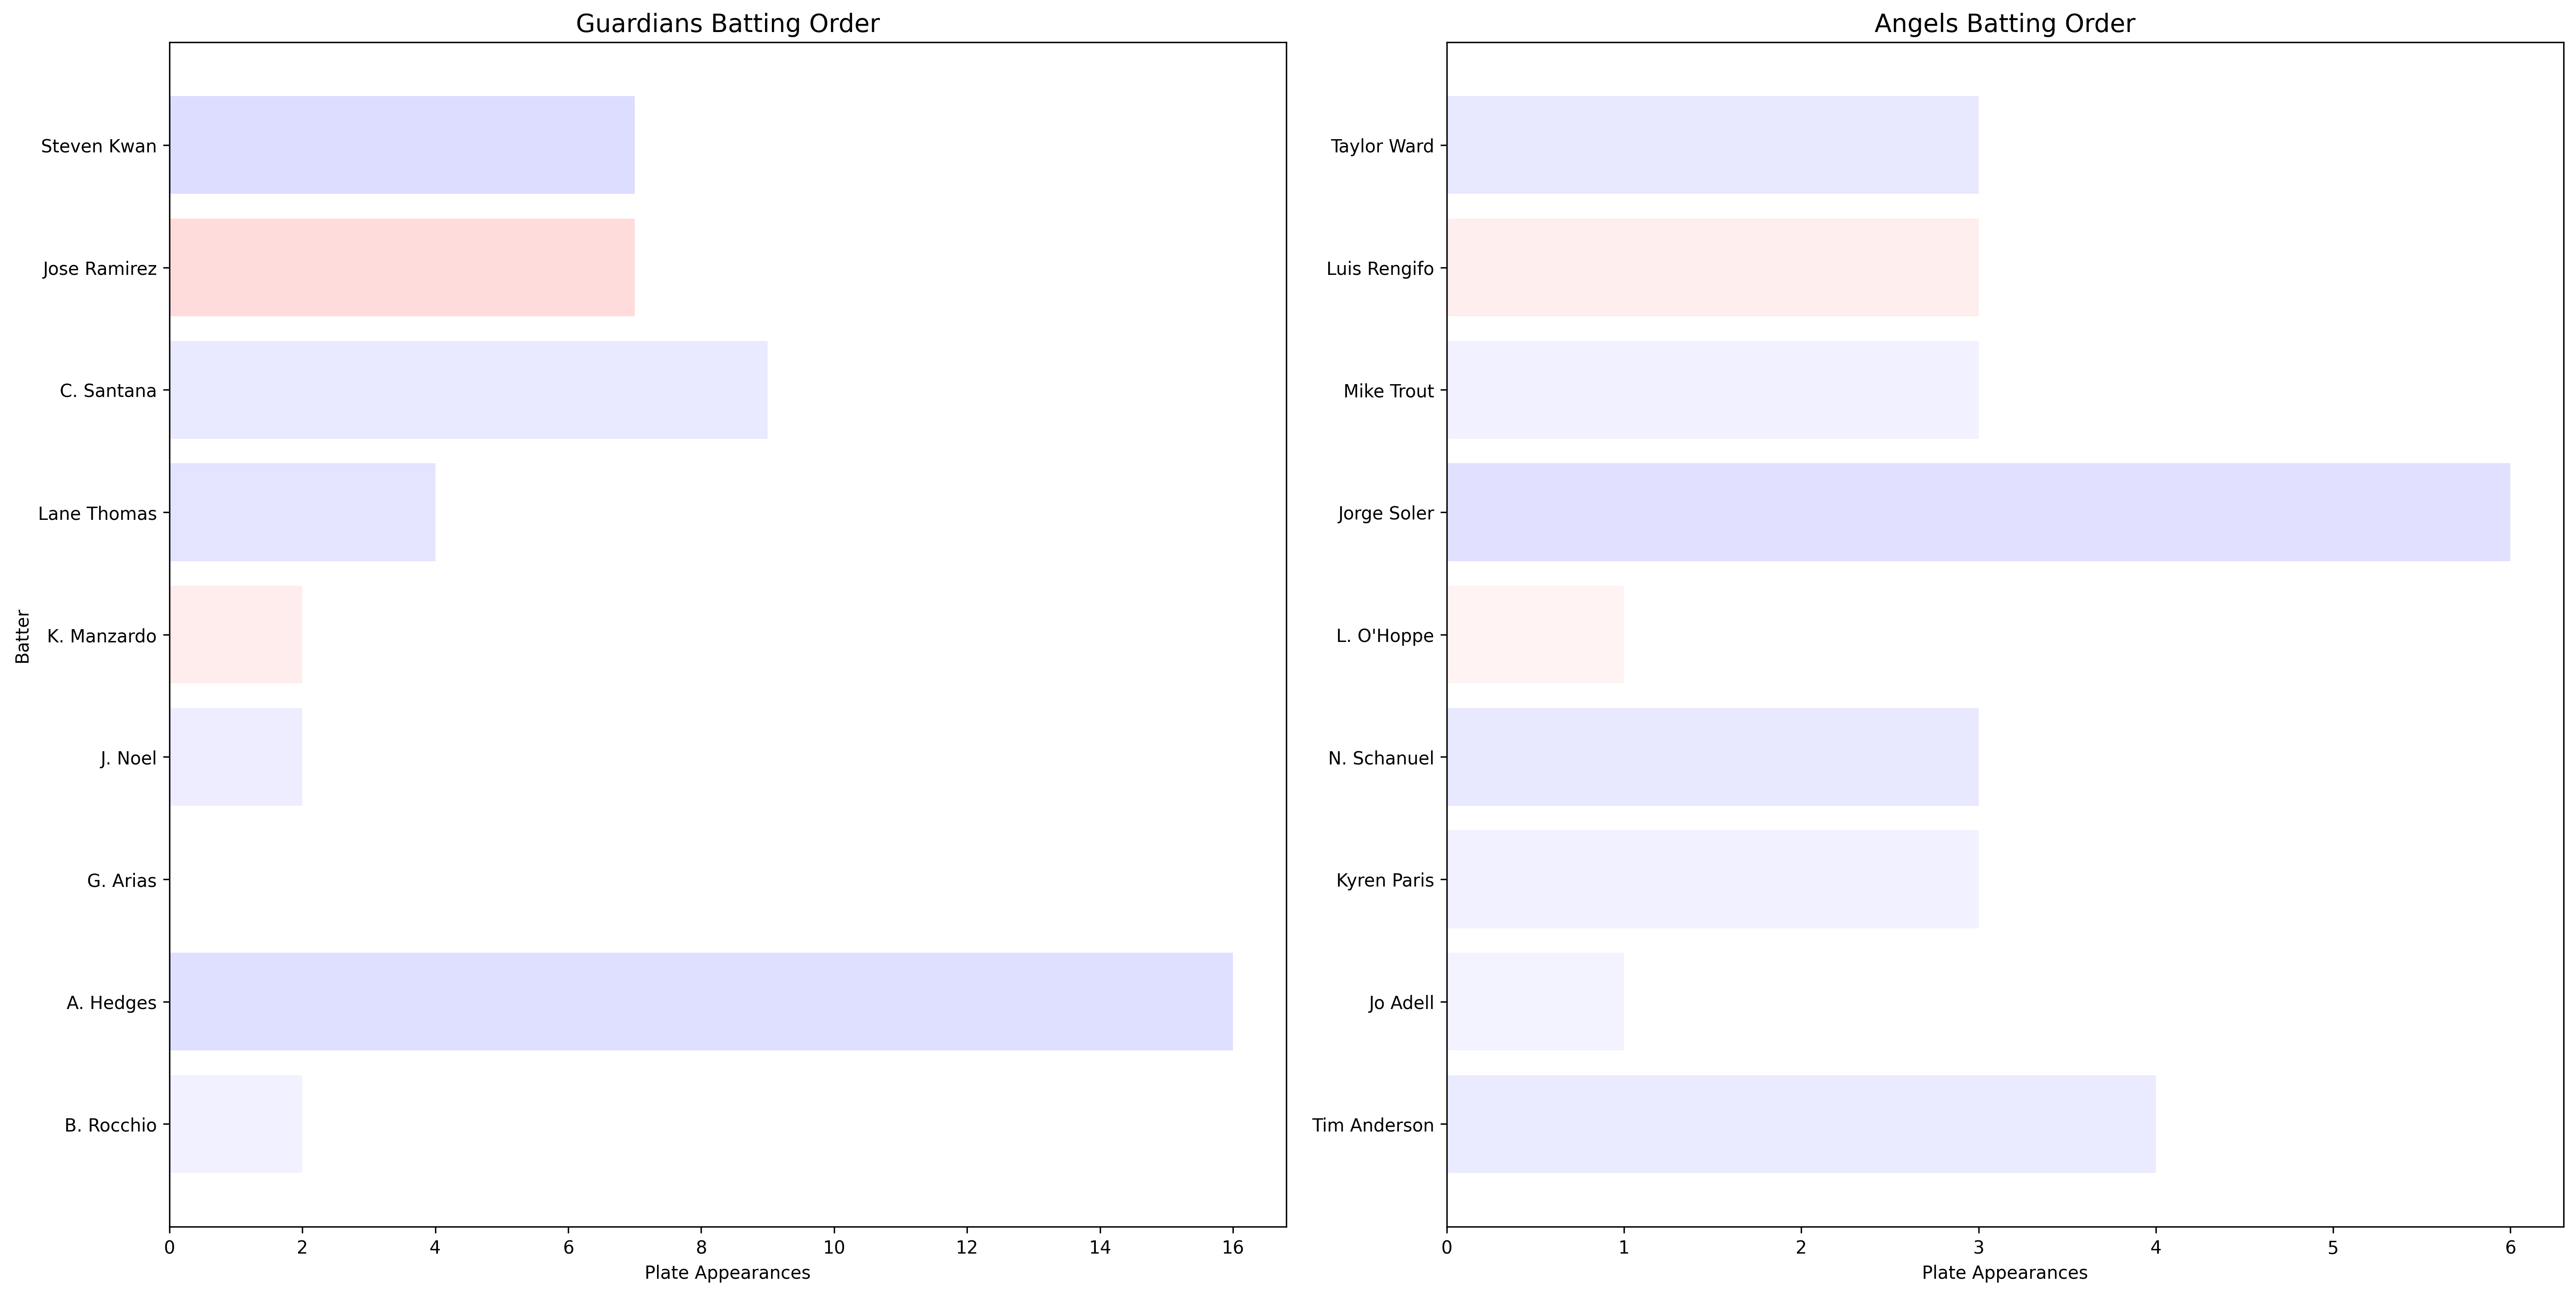 Guardians Batting Order
Batter
Steven Kwan
Jose Ramirez
C. Santana
Lane Thomas
K. Manzardo
J. Noel
G. Arias
A. Hedges
B. Rocchio
0 2 4 6 8 10 12 14 16
Plate Appearances
Angels Batting Order
Taylor Ward
Luis Rengifo
Mike Trout
Jorge Soler
L. O'Hoppe
N. Schanuel
Kyren Paris
Jo Adell
Tim Anderson
0 1 2 3 4 5 6
Plate Appearances